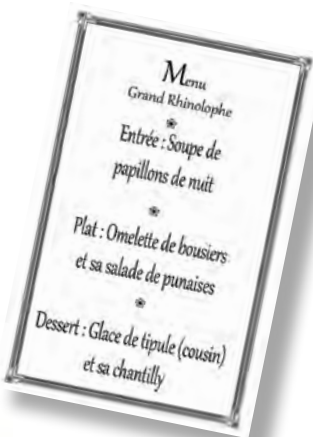 Menu
Grand Rhinolophe
Entrée : Soupe de
papillons de nuit
Plat : Omelette de bousiers
et sa salade de punaises
Dessert : Glace de tipule (cousin)
et sa chantilly